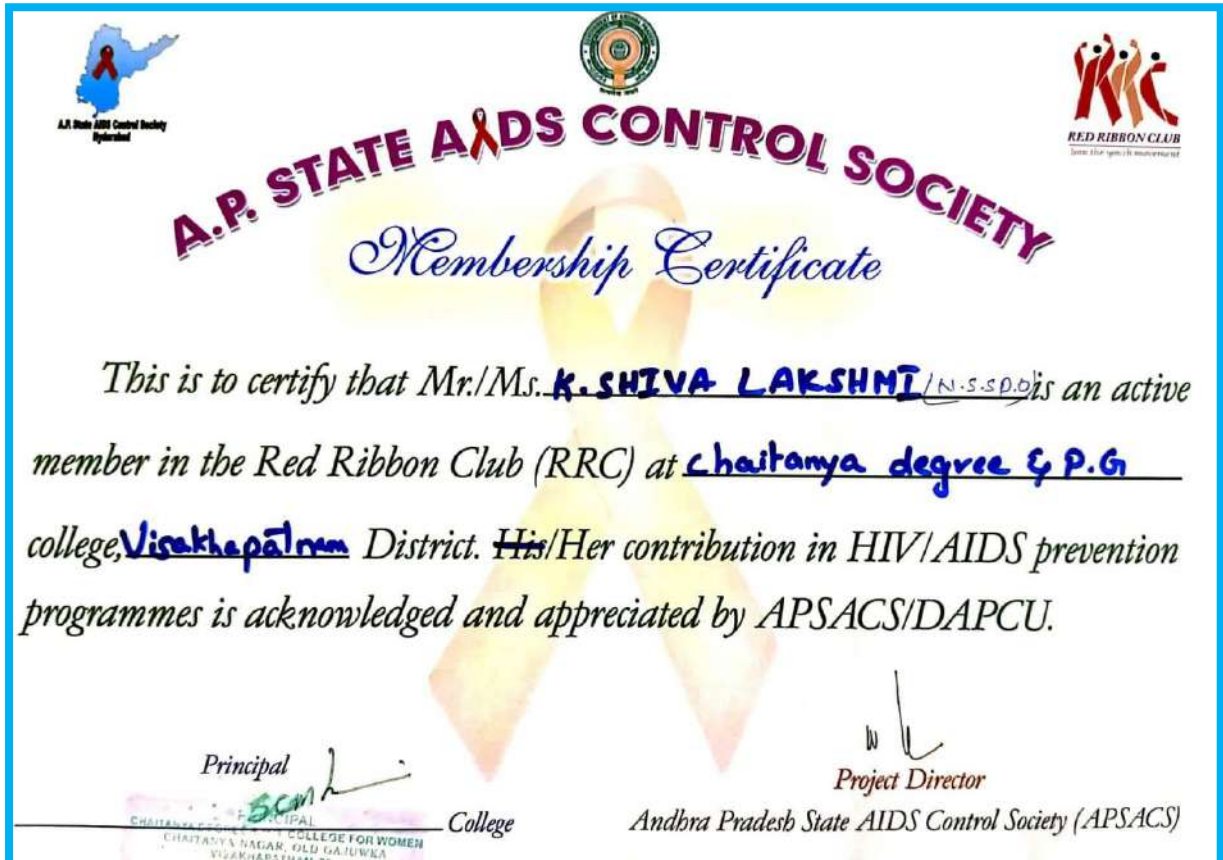 A.P. State AIDS Control Society
Hyderabad
RED RIBBON CLUB
A.P. STATE AIDS CONTROL SOCIETY
Membership Certificate
This is to certify that Mr./Ms. K. SHIVA LAKSHMI (N.S.S P.O) is an active
member in the Red Ribbon Club (RRC) at chaitanya degree & P.G
college, Visakhapatnam District. His/Her contribution in HIV/AIDS prevention
programmes is acknowledged and appreciated by APSACS/DAPCU.
Principal
PRINCIPAL
COLLEGE FOR WOMEN
CHAITANYA NAGAR, OLD GAJUWKA
College
Project Director
Andhra Pradesh State AIDS Control Society (APSACS)